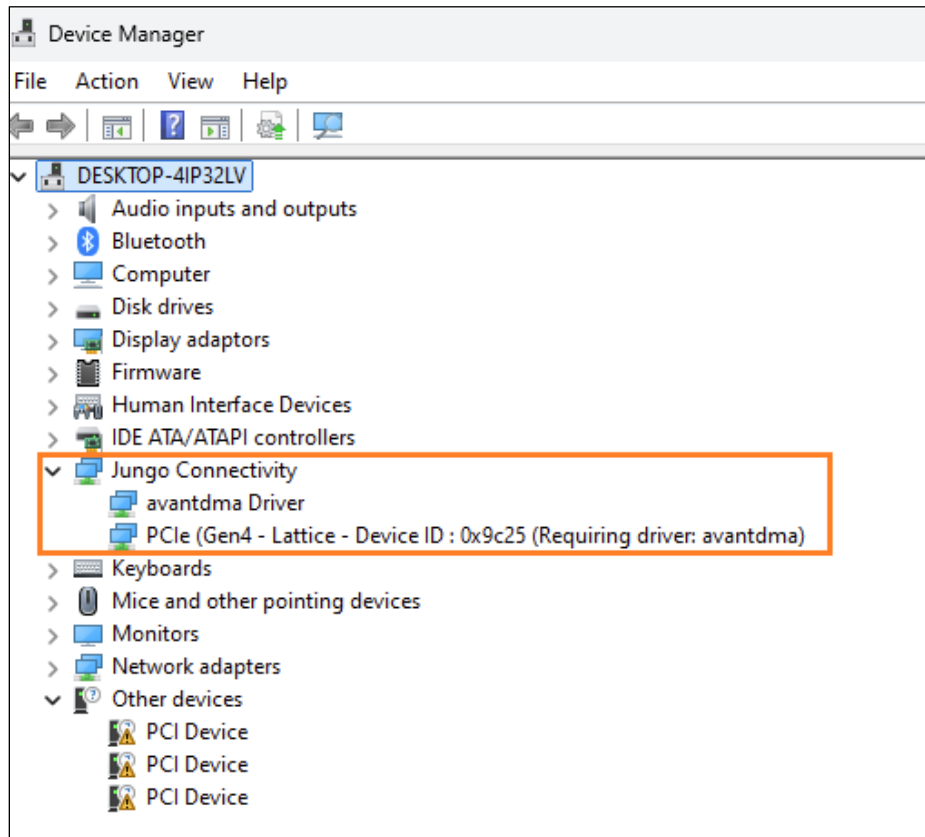 Device Manager
File Action View Help
DESKTOP-4IP32LV
Audio inputs and outputs
Bluetooth
Computer
Disk drives
Display adaptors
Firmware
Human Interface Devices
IDE ATA/ATAPI controllers
Jungo Connectivity
avantdma Driver
PCIe (Gen4 - Lattice - Device ID : 0x9c25 (Requiring driver: avantdma)
Keyboards
Mice and other pointing devices
Monitors
Network adapters
Other devices
PCI Device
PCI Device
PCI Device